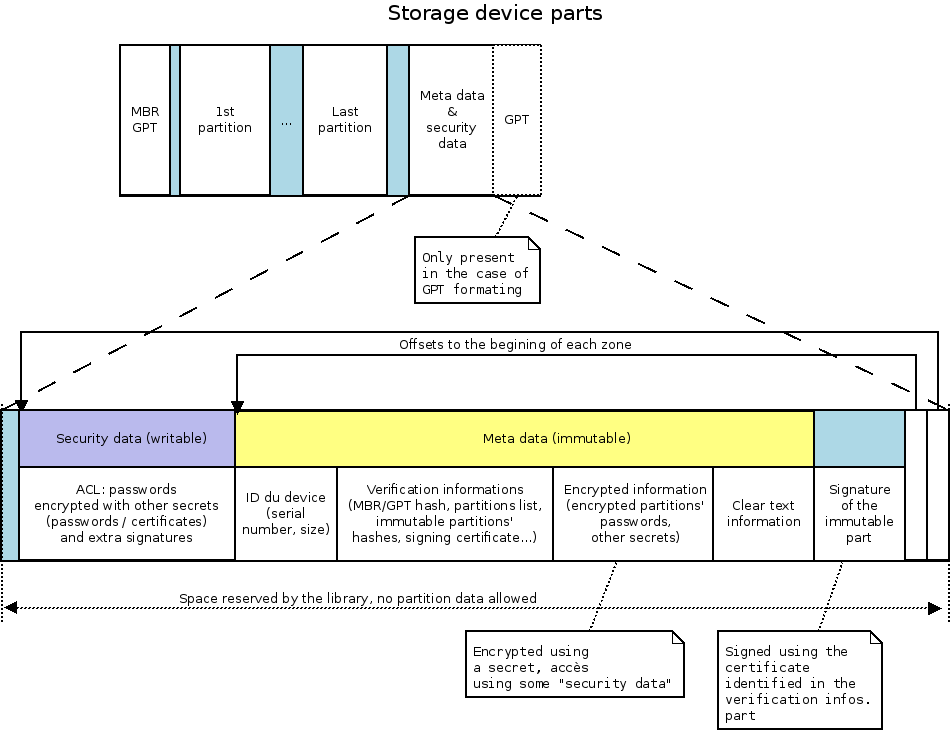 Storage device parts
MBR
GPT
1st
partition
...
Last
partition
Meta data
&
security
data
GPT
Only present
in the case of
GPT formating
Offsets to the begining of each zone
Security data (writable)
Meta data (immutable)
ACL: passwords
encrypted with other secrets
(passwords / certificates)
and extra signatures
ID du device
(serial
number, size)
Verification informations
(MBR/GPT hash, partitions list,
immutable partitions'
hashes, signing certificate...)
Encrypted information
(encrypted partitions'
passwords,
other secrets)
Clear text
information
Signature
of the
immutable
part
Space reserved by the library, no partition data allowed
Encrypted using
a secret, accès
using some "security data"
Signed using the
certificate
identified in the
verification infos.
part